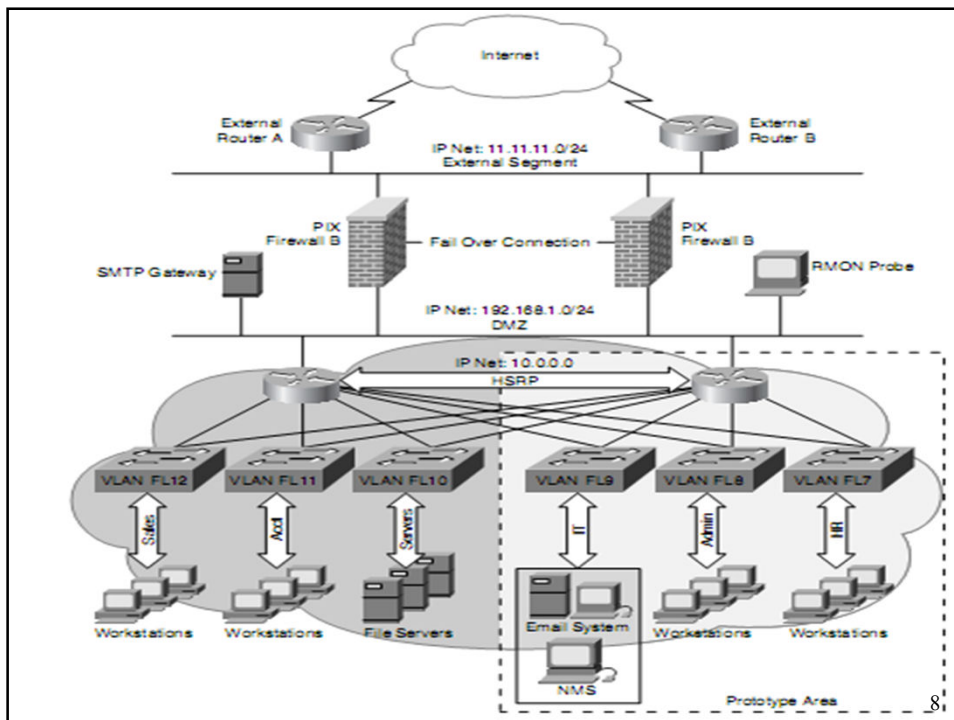 Internet
External
Router A
External
Router B
IP Net: 11.11.11.0/24
External Segment
PIX
Firewall B
Fail Over Connection
PIX
Firewall B
SMTP Gateway
RMON Probe
IP Net: 192.168.1.0/24
DMZ
IP Net: 10.0.0.0
HSRP
VLAN FL12
VLAN FL11
VLAN FL10
VLAN FL9
VLAN FL8
VLAN FL7
Sales
Acct
Servers
IT
Admin
HR
Workstations
Workstations
File Servers
Email System
Workstations
Workstations
NMS
Prototype Area
8